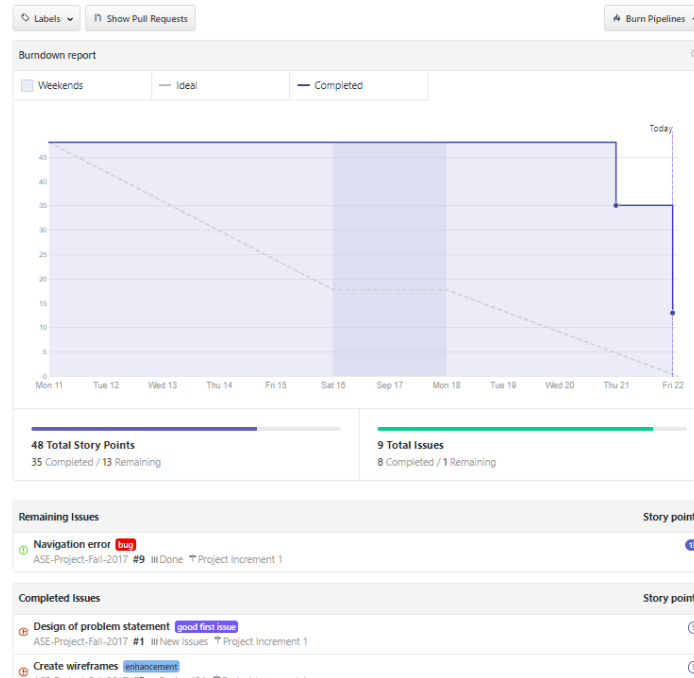 Labels
Show Pull Requests
Burn Pipelines
Burndown report
Weekends
Ideal
Completed
Today
45
40
35
30
25
20
15
10
5
0
Mon 11 Tue 12 Wed 13 Thu 14 Fri 15 Sat 16 Sep 17 Mon 18 Tue 19 Wed 20 Thu 21 Fri 22
48 Total Story Points
35 Completed / 13 Remaining
9 Total Issues
8 Completed / 1 Remaining
Remaining Issues Story point
Navigation error bug
ASE-Project-Fall-2017 #9 Done Project Increment 1
Completed Issues Story point
Design of problem statement good first issue
ASE-Project-Fall-2017 #1 New Issues Project Increment 1
Create wireframes enhancement